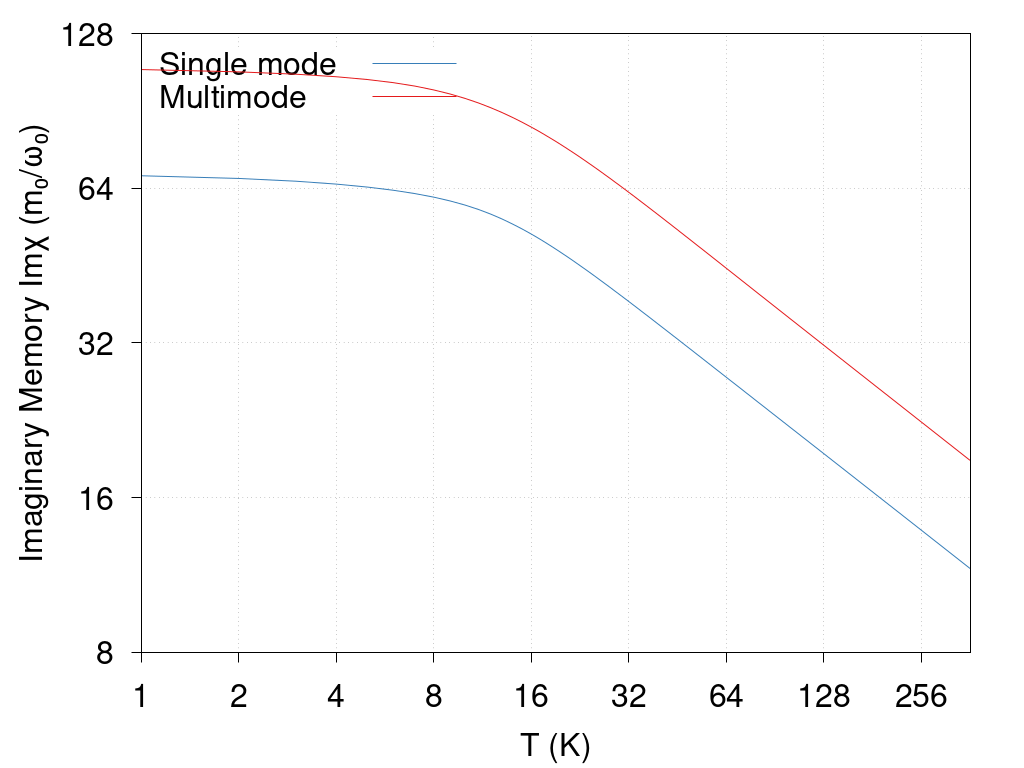 128
64
32
16
8
Imaginary Memory Imχ (m₀/ω₀)
Single mode
Multimode
1 2 4 8 16 32 64 128 256
T (K)